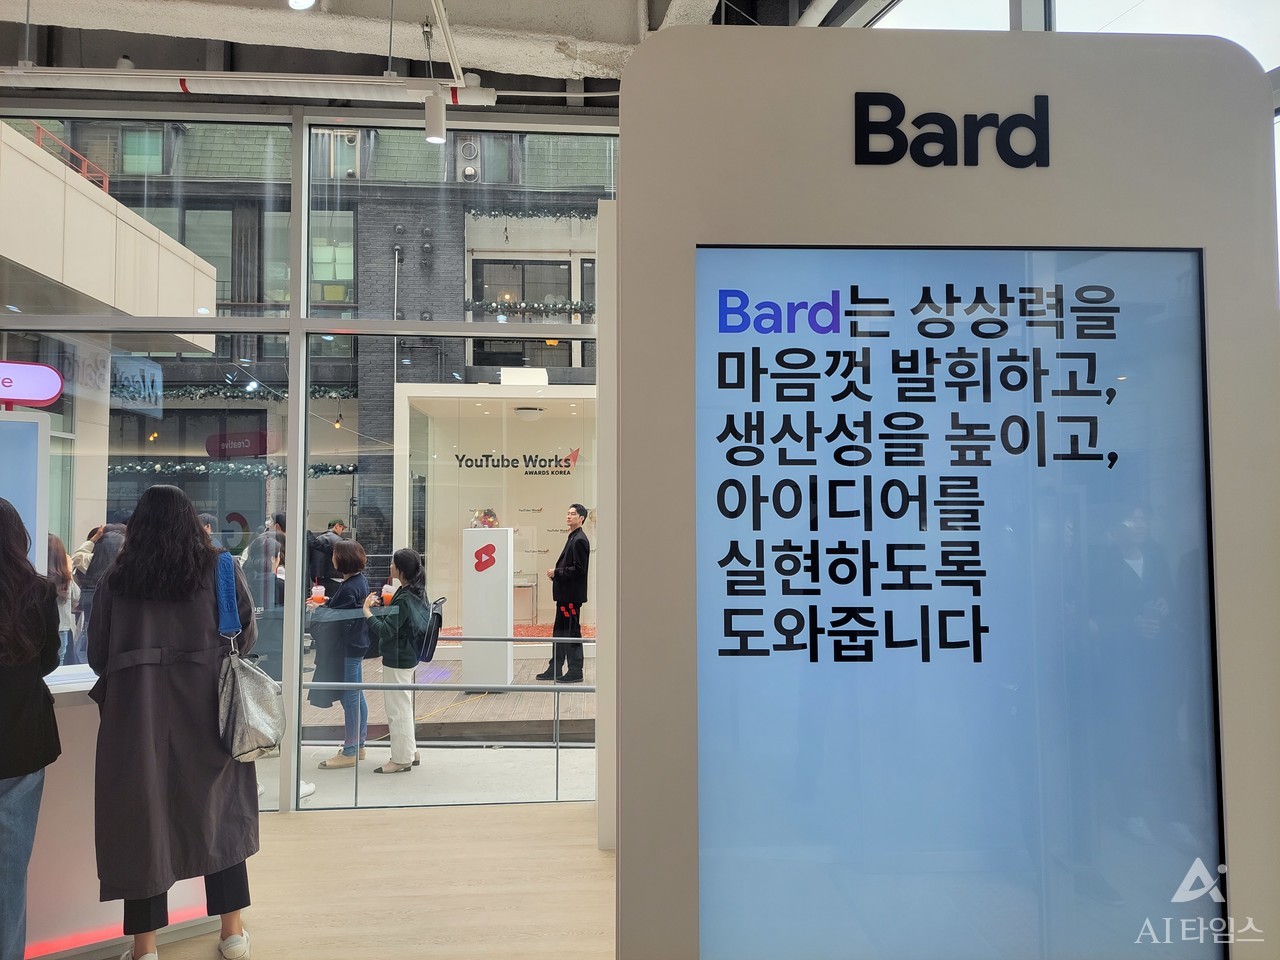 Bard
Bard는 상상력을
마음껏 발휘하고,
생산성을 높이고,
아이디어를
실현하도록
도와줍니다
YouTube Works
AWARDS KOREA
Creative
AI타임스